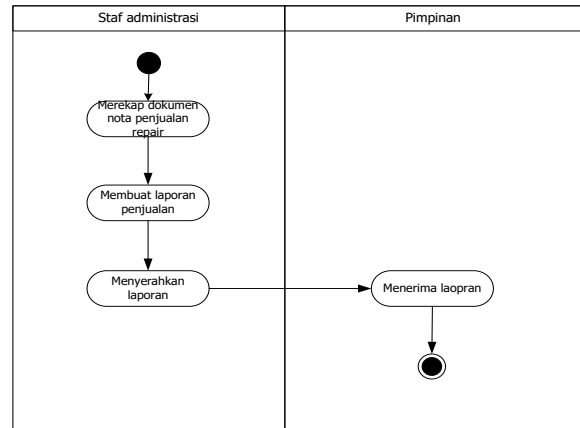 Staf administrasi
Pimpinan
Merekap dokumen
nota penjualan
repair
Membuat laporan
penjualan
Menyerahkan
laporan
Menerima laopran